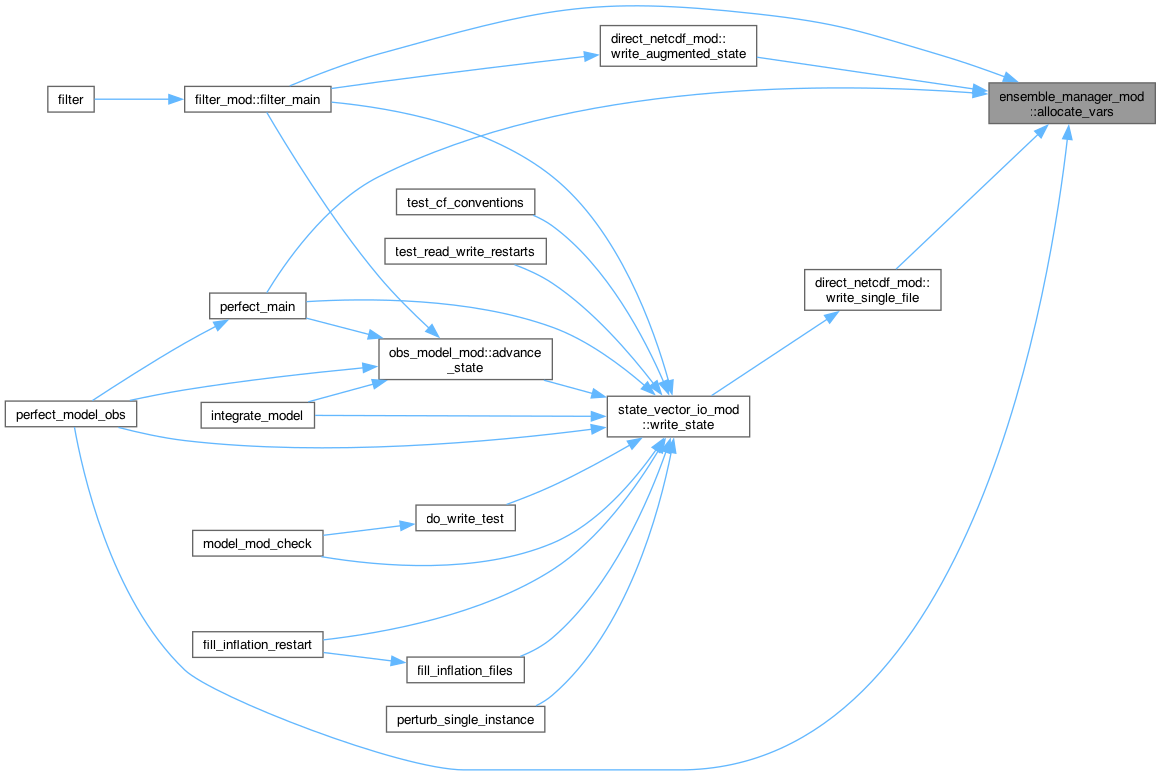 direct_netcdf_mod::
write_augmented_state
filter
filter_mod::filter_main
ensemble_manager_mod
::allocate_vars
test_cf_conventions
test_read_write_restarts
direct_netcdf_mod::
write_single_file
perfect_main
obs_model_mod::advance
_state
perfect_model_obs
integrate_model
state_vector_io_mod
::write_state
do_write_test
model_mod_check
fill_inflation_restart
fill_inflation_files
perturb_single_instance